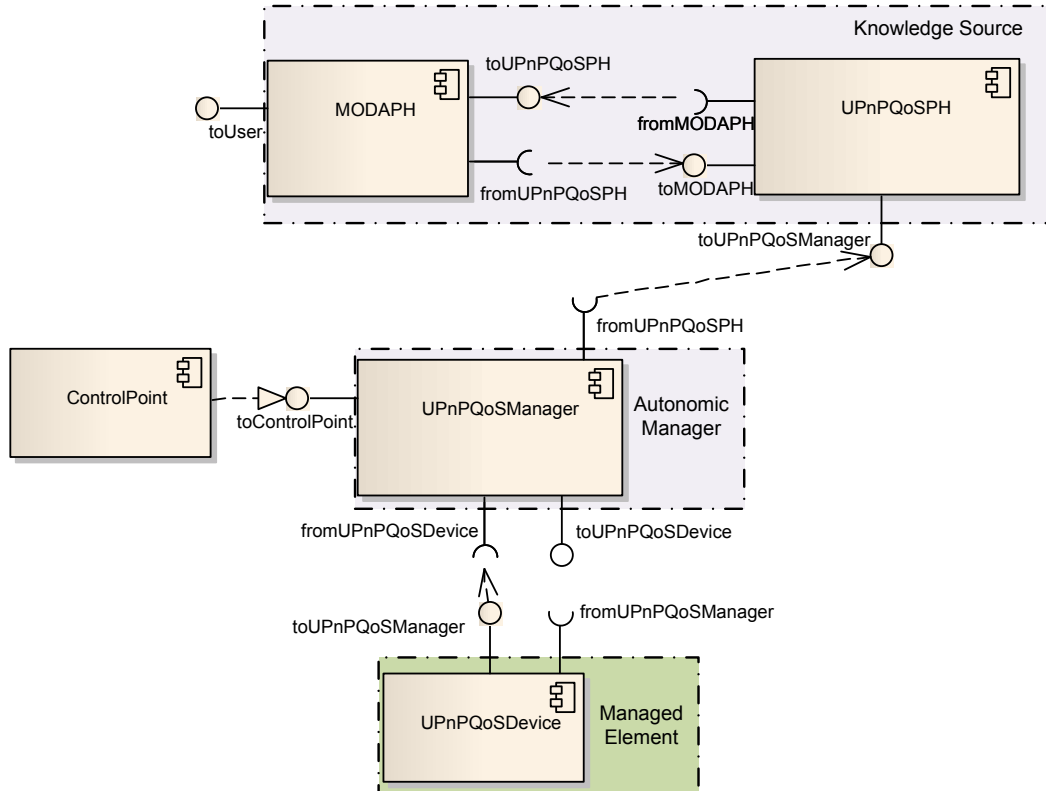 Knowledge Source
toUPnPQoSPH
MODAPH
UPnPQoSPH
toUser
fromMODAPH
fromUPnPQoSPH
toMODAPH
toUPnPQoSManager
fromUPnPQoSPH
ControlPoint
UPnPQoSManager
Autonomic
Manager
toControlPoint
fromUPnPQoSDevice
toUPnPQoSDevice
toUPnPQoSManager
fromUPnPQoSManager
UPnPQoSDevice
Managed
Element